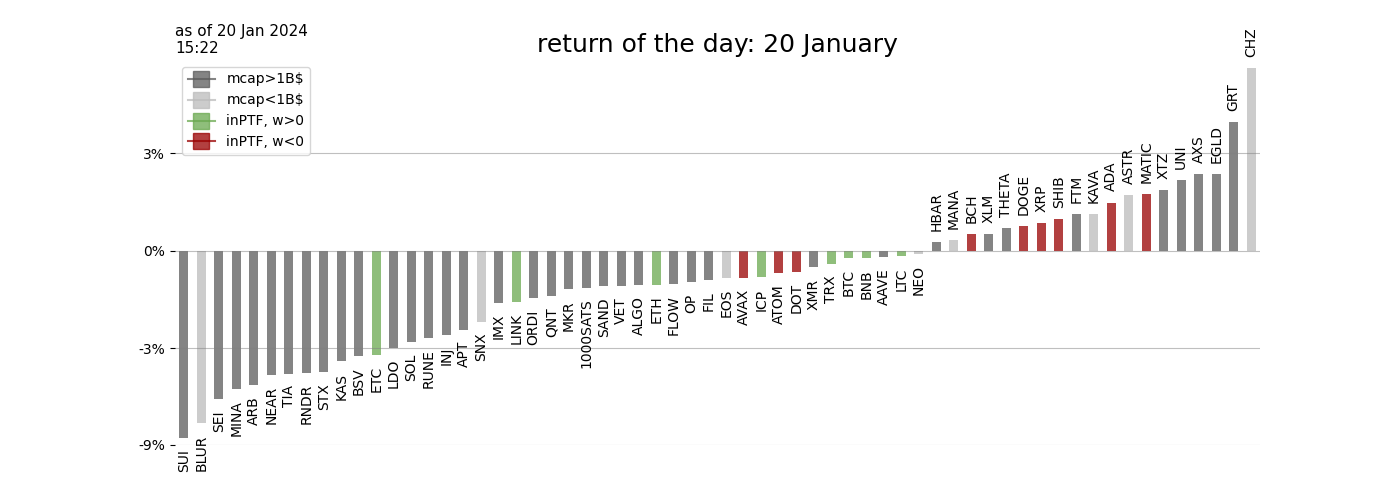 as of 20 Jan 2024
15:22
return of the day: 20 January
mcap>1B$
mcap<1B$
inPTF, w>0
inPTF, w<0
3%
0%
-3%
-9%
SUI
BLUR
SEI
MINA
ARB
NEAR
TIA
RNDR
STX
KAS
BSV
ETC
LDO
SOL
RUNE
INJ
APT
SNX
IMX
LINK
ORDI
QNT
MKR
1000SATS
SAND
VET
ALGO
ETH
FLOW
OP
FIL
EOS
AVAX
ICP
ATOM
DOT
XMR
TRX
BTC
BNB
AAVE
LTC
NEO
HBAR
MANA
BCH
XLM
THETA
DOGE
XRP
SHIB
FTM
KAVA
ADA
ASTR
MATIC
XTZ
UNI
AXS
EGLD
GRT
CHZ